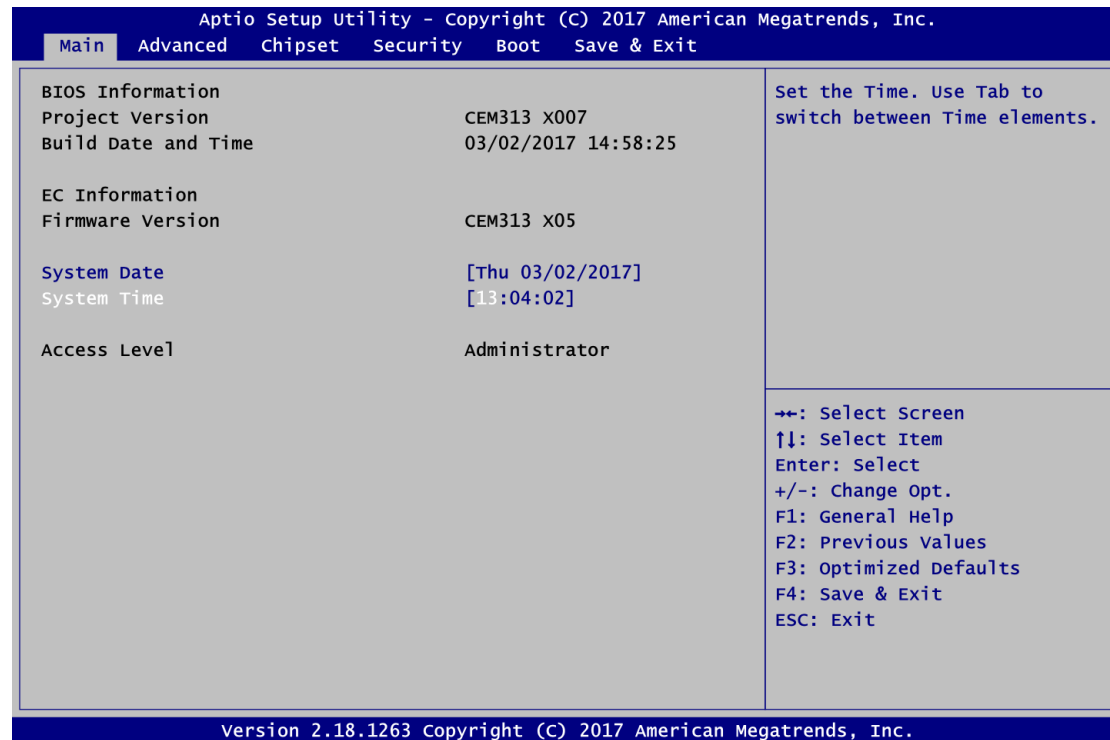 Aptio Setup Utility - Copyright (C) 2017 American Megatrends, Inc.
Main Advanced Chipset Security Boot Save & Exit
BIOS Information
Project Version CEM313 X007
Build Date and Time 03/02/2017 14:58:25
EC Information
Firmware Version CEM313 X05
System Date [Thu 03/02/2017]
System Time [13:04:02]
Access Level Administrator
Set the Time. Use Tab to
switch between Time elements.
→←: Select Screen
↑↓: Select Item
Enter: Select
+/-: Change Opt.
F1: General Help
F2: Previous Values
F3: Optimized Defaults
F4: Save & Exit
ESC: Exit
Version 2.18.1263 Copyright (C) 2017 American Megatrends, Inc.